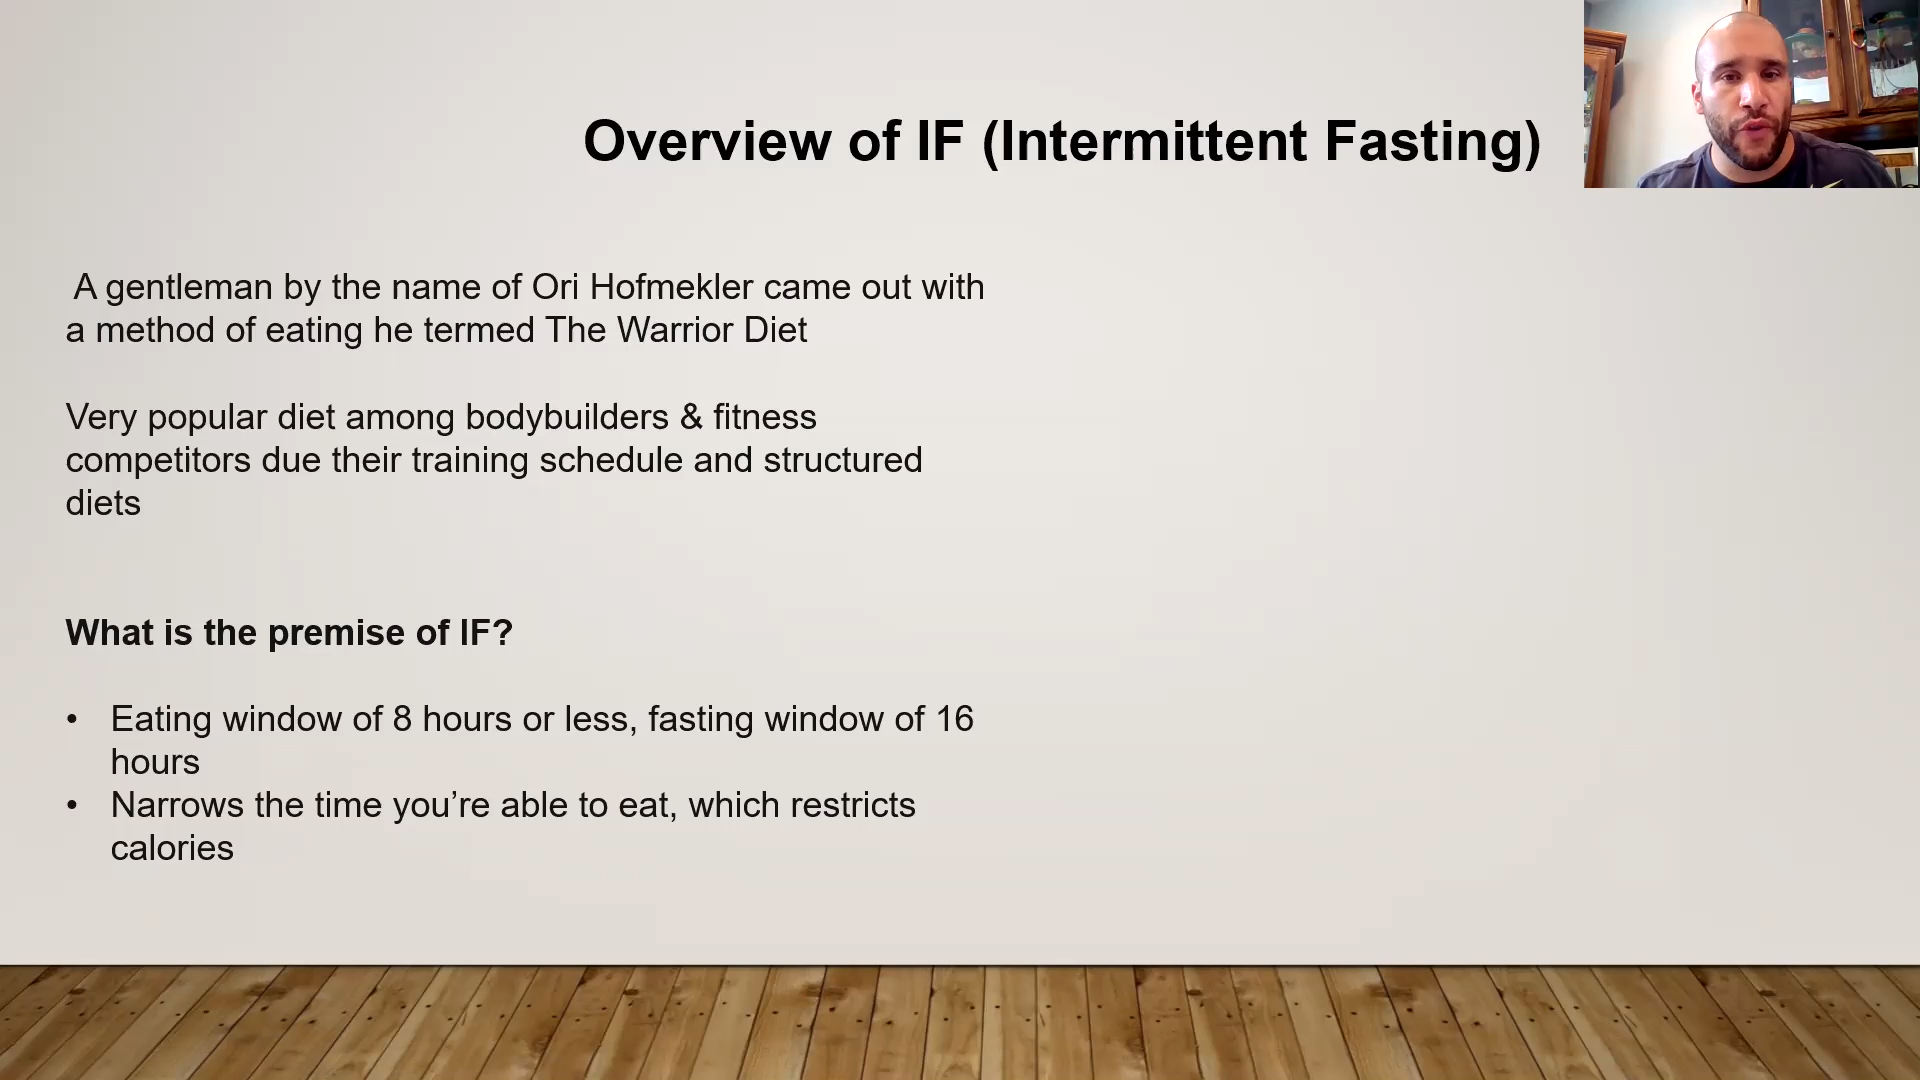 Overview of IF (Intermittent Fasting)
A gentleman by the name of Ori Hofmekler came out with
a method of eating he termed The Warrior Diet
Very popular diet among bodybuilders & fitness
competitors due their training schedule and structured
diets
What is the premise of IF?
• Eating window of 8 hours or less, fasting window of 16
hours
• Narrows the time you’re able to eat, which restricts
calories